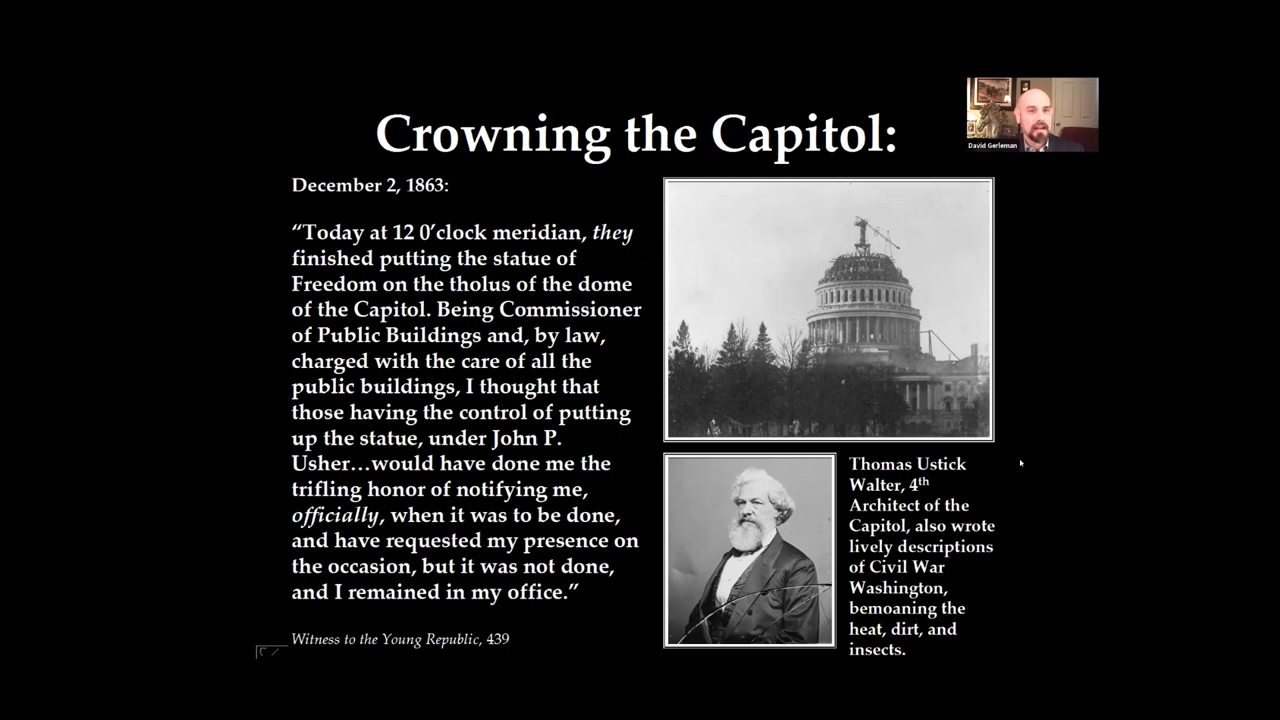 Crowning the Capitol:
David Gerleman
December 2, 1863:
“Today at 12 0’clock meridian, they
finished putting the statue of
Freedom on the tholus of the dome
of the Capitol. Being Commissioner
of Public Buildings and, by law,
charged with the care of all the
public buildings, I thought that
those having the control of putting
up the statue, under John P.
Usher…would have done me the
trifling honor of notifying me,
officially, when it was to be done,
and have requested my presence on
the occasion, but it was not done,
and I remained in my office.”
Witness to the Young Republic, 439
Thomas Ustick
Walter, 4th
Architect of the
Capitol, also wrote
lively descriptions
of Civil War
Washington,
bemoaning the
heat, dirt, and
insects.